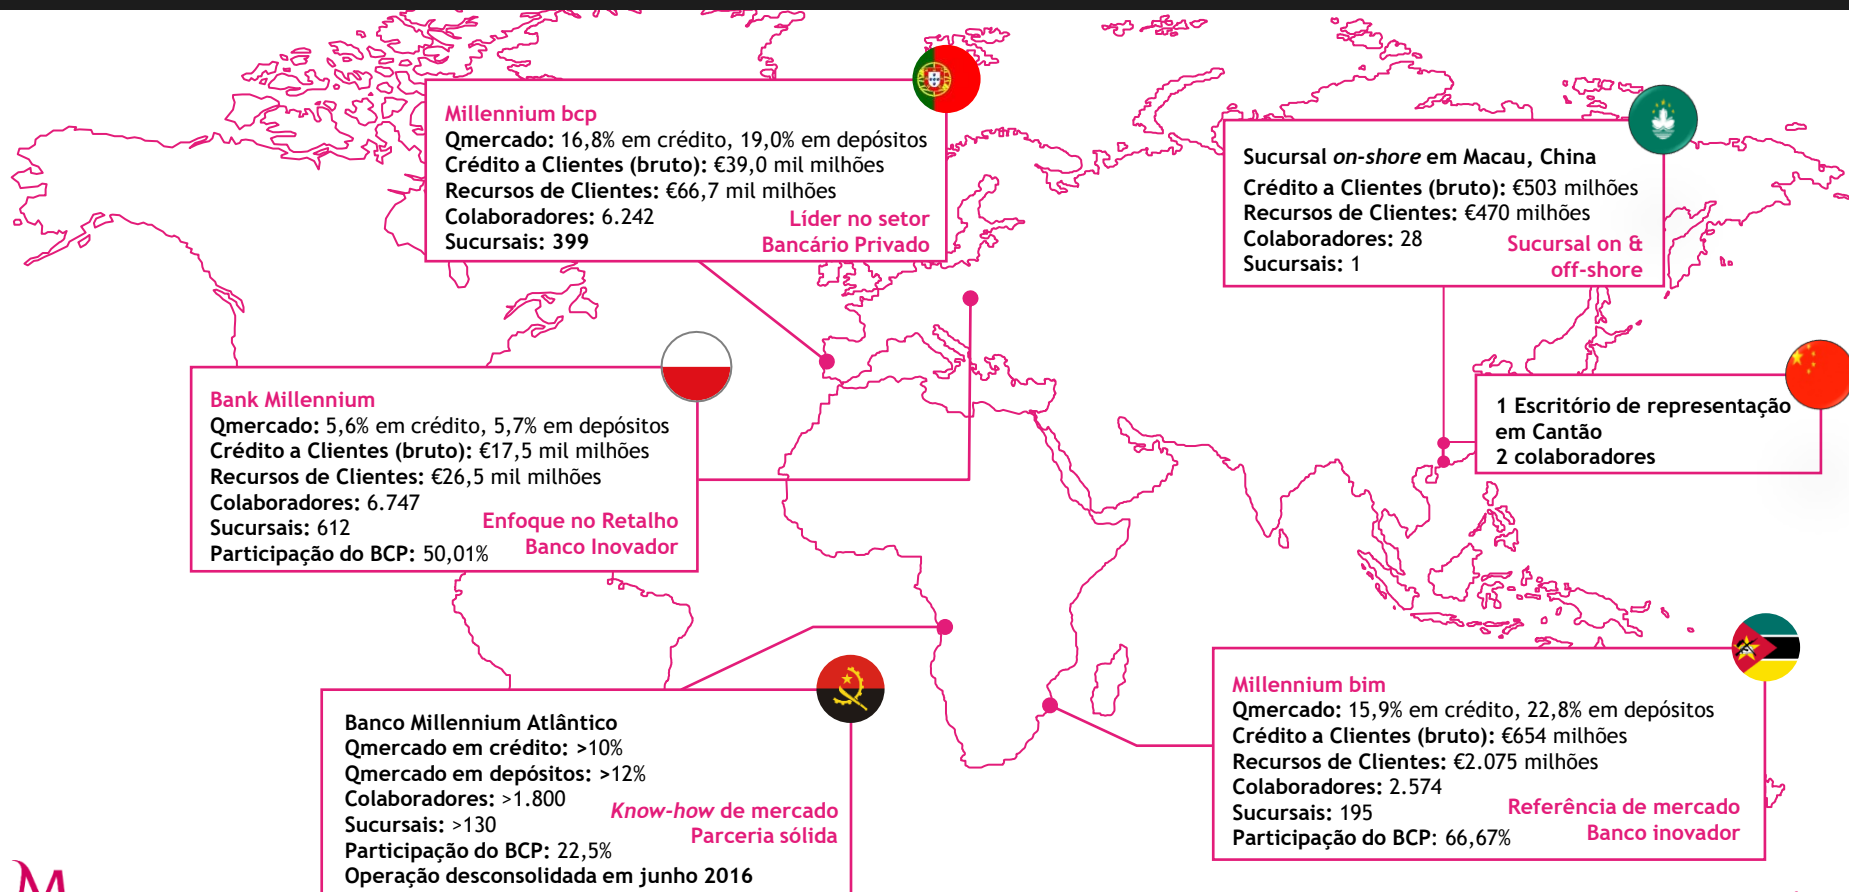 Millennium bcp
Qmercado: 16,8% em crédito, 19,0% em depósitos
Crédito a Clientes (bruto): €39,0 mil milhões
Recursos de Clientes: €66,7 mil milhões
Colaboradores: 6.242
Sucursais: 399
Líder no setor
Bancário Privado
Sucursal on-shore em Macau, China
Crédito a Clientes (bruto): €503 milhões
Recursos de Clientes: €470 milhões
Colaboradores: 28
Sucursais: 1
Sucursal on &
off-shore
Bank Millennium
Qmercado: 5,6% em crédito, 5,7% em depósitos
Crédito a Clientes (bruto): €17,5 mil milhões
Recursos de Clientes: €26,5 mil milhões
Colaboradores: 6.747
Sucursais: 612
Participação do BCP: 50,01%
Enfoque no Retalho
Banco Inovador
1 Escritório de representação
em Cantão
2 colaboradores
Banco Millennium Atlântico
Qmercado em crédito: >10%
Qmercado em depósitos: >12%
Colaboradores: >1.800
Sucursais: >130
Participação do BCP: 22,5%
Operação desconsolidada em junho 2016
Know-how de mercado
Parceria sólida
Millennium bim
Qmercado: 15,9% em crédito, 22,8% em depósitos
Crédito a Clientes (bruto): €654 milhões
Recursos de Clientes: €2.075 milhões
Colaboradores: 2.574
Sucursais: 195
Participação do BCP: 66,67%
Referência de mercado
Banco inovador
M